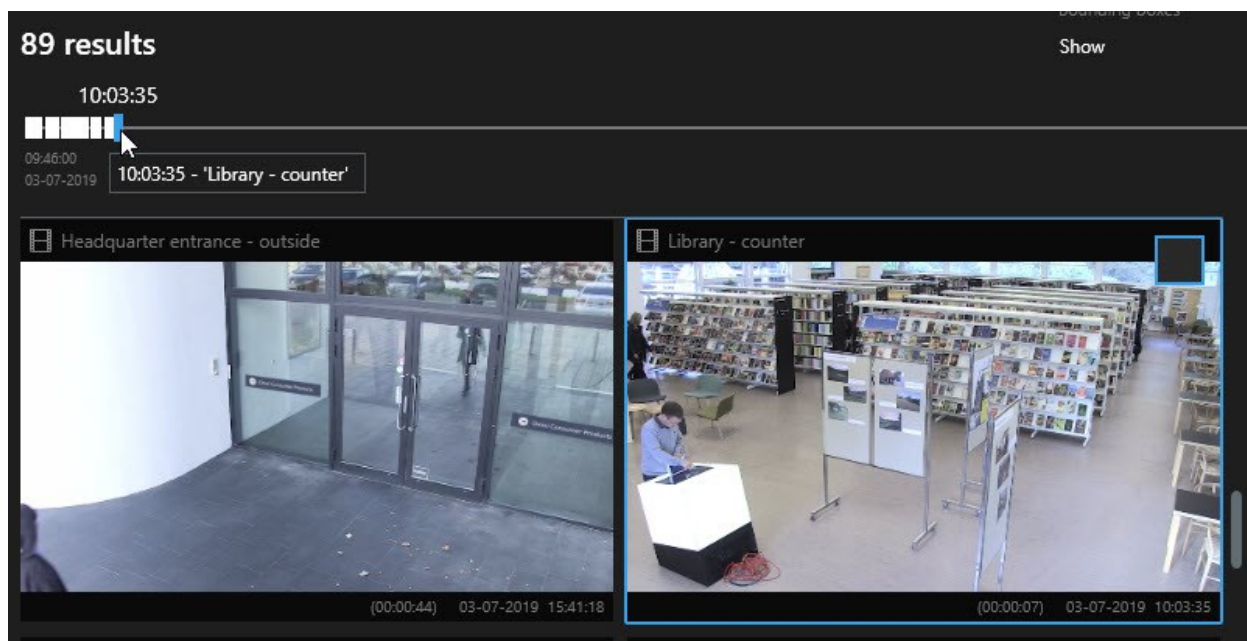 bounding boxes
89 results
Show
10:03:35
09:46:00
03-07-2019
10:03:35 - 'Library - counter'
Headquarter entrance - outside
Library - counter
(00:00:44) 03-07-2019 15:41:18
(00:00:07) 03-07-2019 10:03:35